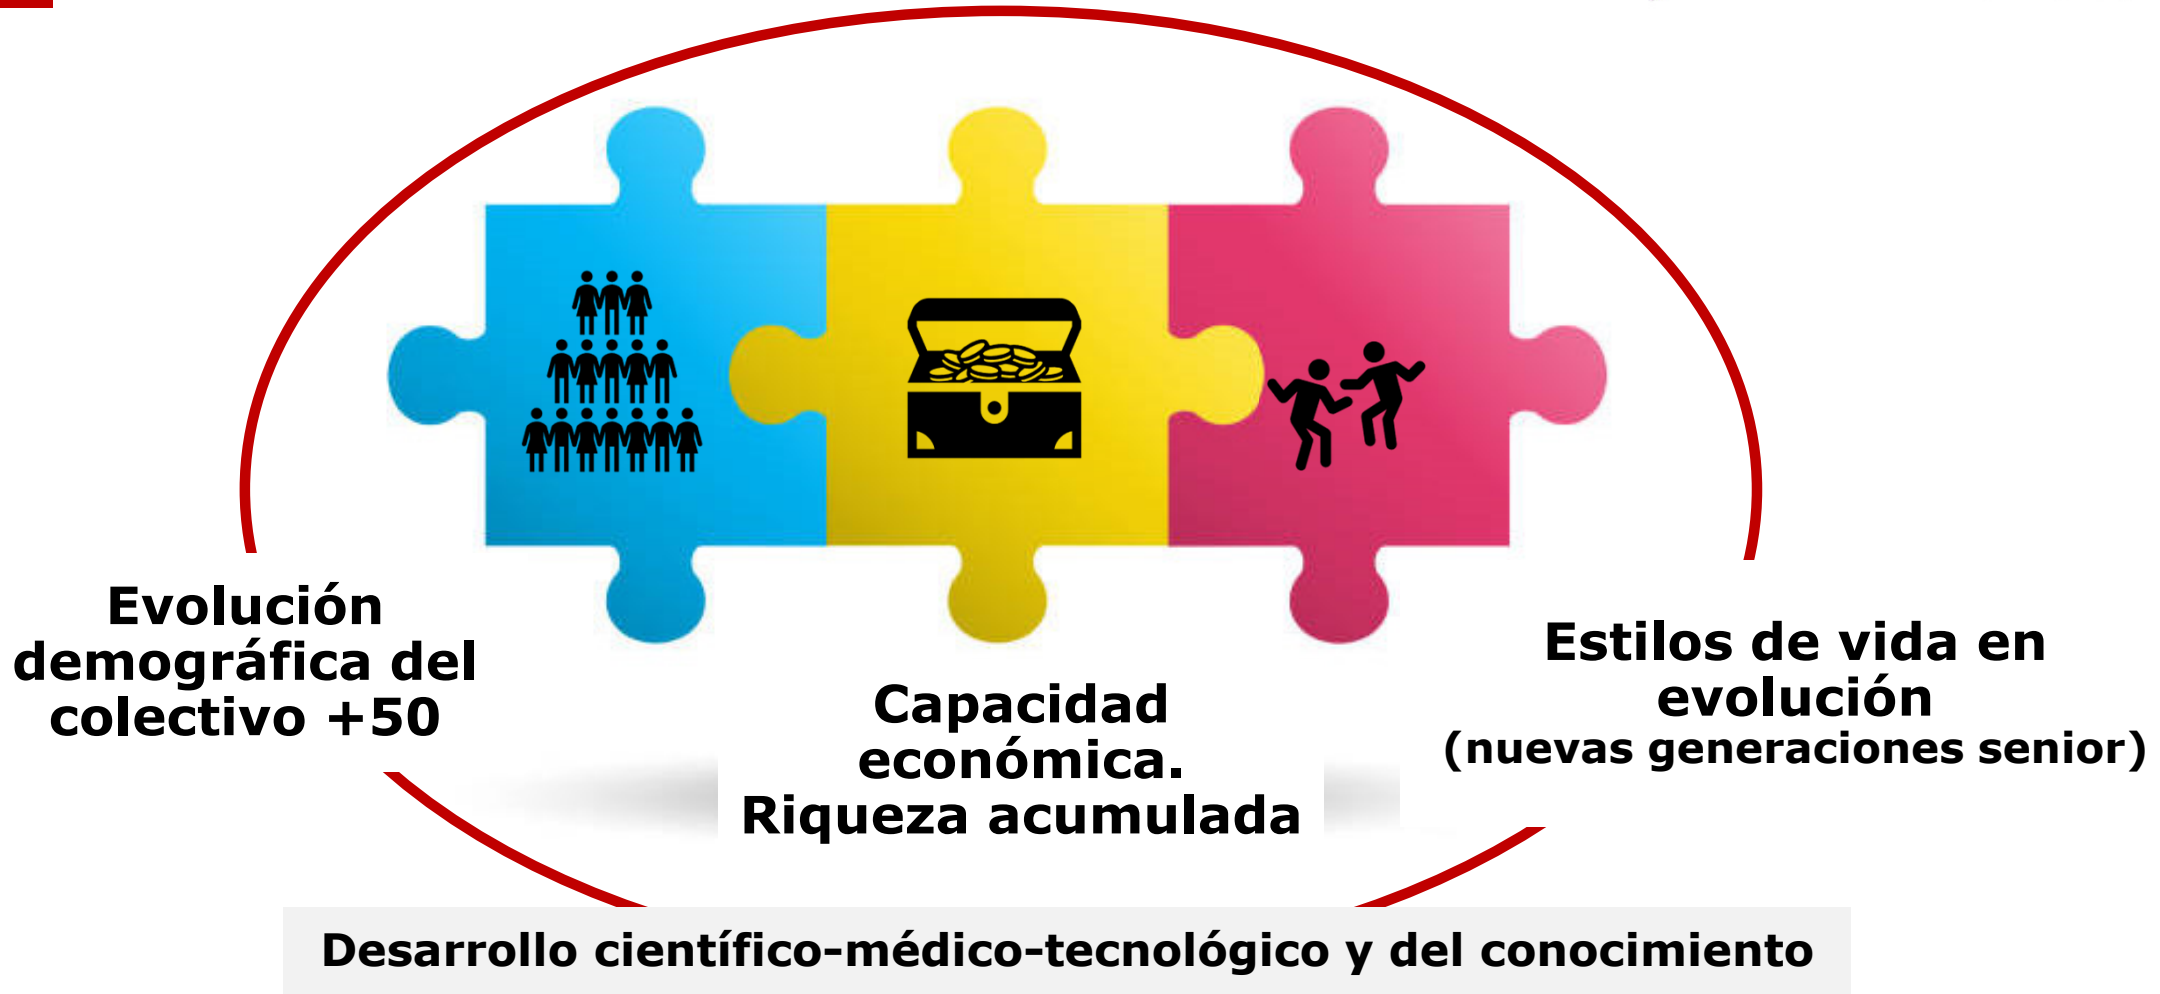 Evolución
demográfica del
colectivo +50
Capacidad
económica.
Riqueza acumulada
Estilos de vida en
evolución
(nuevas generaciones senior)
Desarrollo científico-médico-tecnológico y del conocimiento